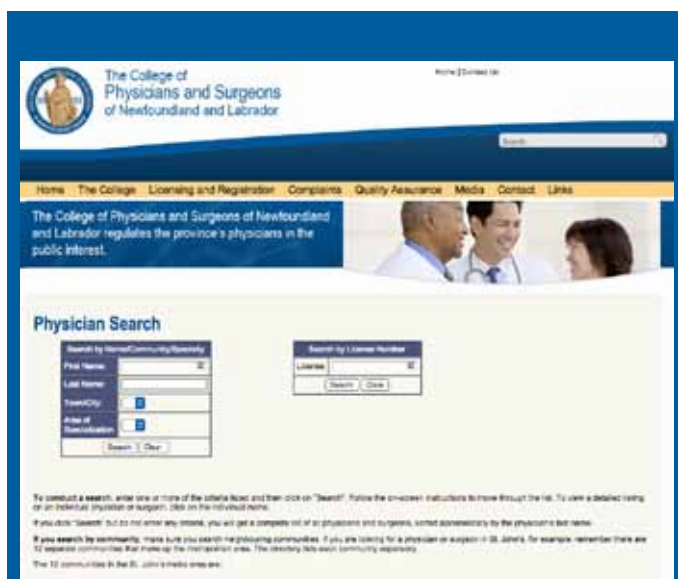 The College of
Physicians and Surgeons
of Newfoundland and Labrador
Home | Contact Us
Search
Home The College Licensing and Registration Complaints Quality Assurance Media Contact Links
The College of Physicians and Surgeons of Newfoundland
and Labrador regulates the province's physicians in the
public interest.
Physician Search
Search by Name/Community/Specialty
First Name:
Last Name:
Town/City:
Area of
Specialization
Search Clear
Search by License Number
License:
Search Clear
To conduct a search, enter one or more of the criteria listed and then click on "Search". Follow the on-screen instructions to move through the list. To view a detailed listing
on an individual physician or surgeon, click on the individual name.
If you click "Search", but do not enter any criteria, you will get a complete list of all physicians and surgeons, sorted alphabetically by the physician's last name.
If you search by community, make sure you search neighbouring communities. If you are looking for a physician or surgeon in St. John's, for example, remember there are
12 separate communities that make up the metropolitan area. The directory lists each community separately.
The 12 communities in the St. John's metro area are: